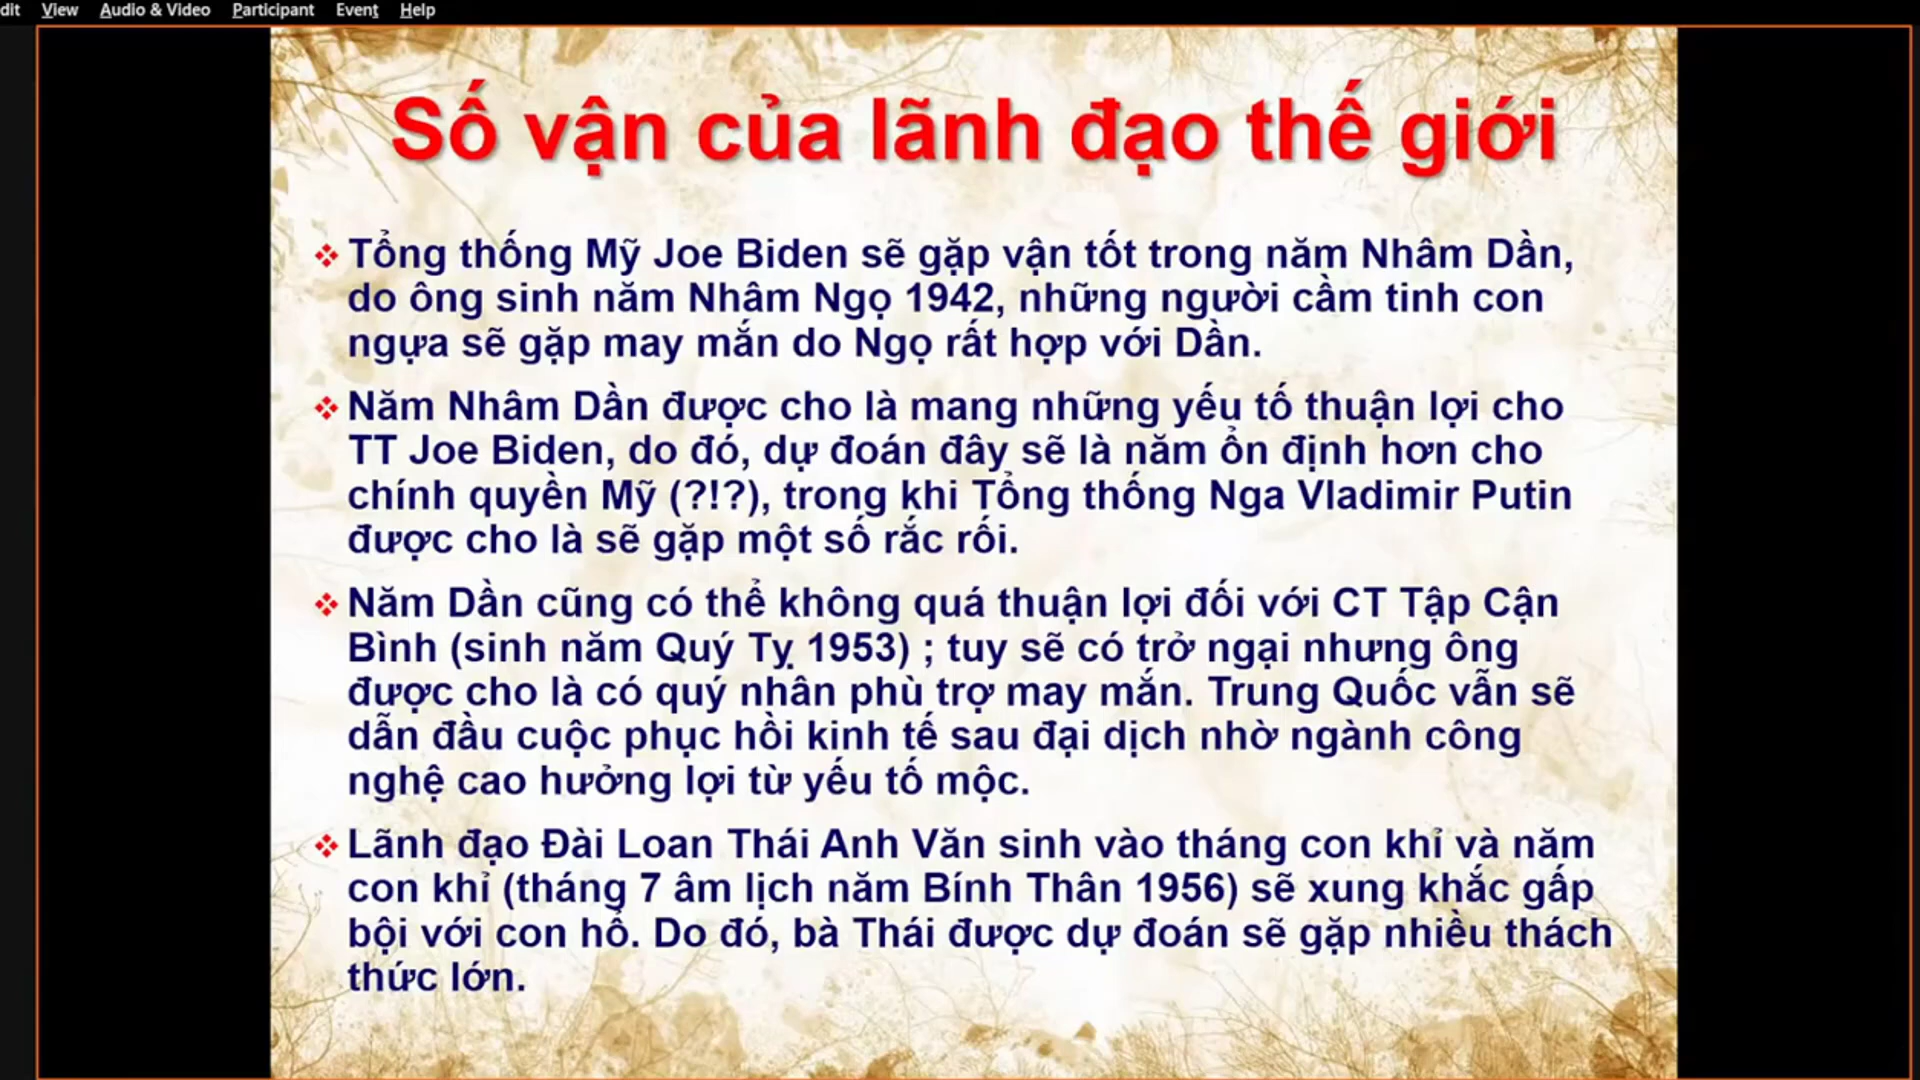 dit View Audio & Video Participant Event Help
Số vận của lãnh đạo thế giới
Tổng thống Mỹ Joe Biden sẽ gặp vận tốt trong năm Nhâm Dần,
do ông sinh năm Nhâm Ngọ 1942, những người cầm tinh con
ngựa sẽ gặp may mắn do Ngọ rất hợp với Dần.
Năm Nhâm Dần được cho là mang những yếu tố thuận lợi cho
TT Joe Biden, do đó, dự đoán đây sẽ là năm ổn định hơn cho
chính quyền Mỹ (?!?), trong khi Tổng thống Nga Vladimir Putin
được cho là sẽ gặp một số rắc rối.
Năm Dần cũng có thể không quá thuận lợi đối với CT Tập Cận
Bình (sinh năm Quý Tỵ 1953) ; tuy sẽ có trở ngại nhưng ông
được cho là có quý nhân phù trợ may mắn. Trung Quốc vẫn sẽ
dẫn đầu cuộc phục hồi kinh tế sau đại dịch nhờ ngành công
nghệ cao hưởng lợi từ yếu tố mộc.
Lãnh đạo Đài Loan Thái Anh Văn sinh vào tháng con khỉ và năm
con khỉ (tháng 7 âm lịch năm Bính Thân 1956) sẽ xung khắc gấp
bội với con hổ. Do đó, bà Thái được dự đoán sẽ gặp nhiều thách
thức lớn.